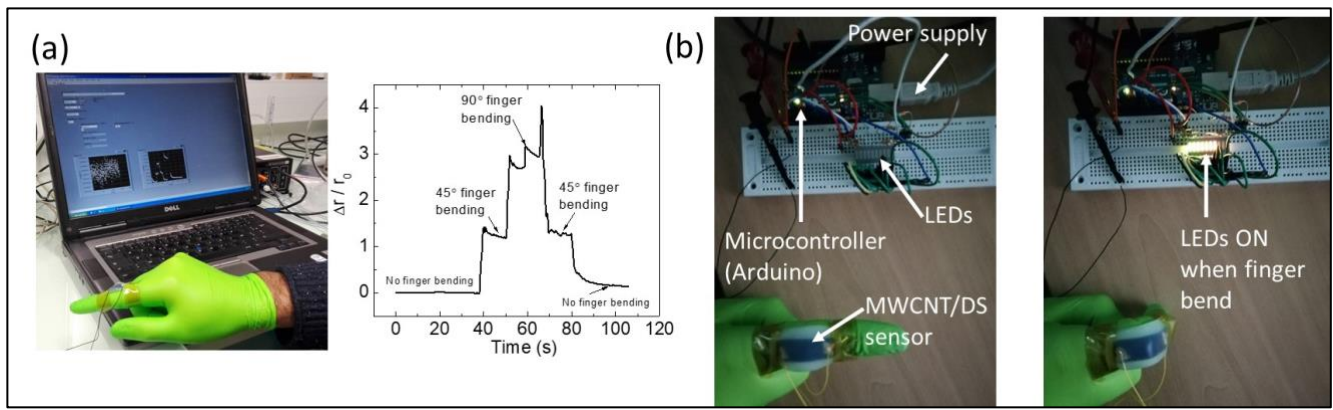 (a)
DELL
Δr / r0
4
3
2
1
0
90° finger
bending
45° finger
bending
45° finger
bending
No finger bending
No finger bending
0 20 40 60 80 100 120
Time (s)
(b)
Power supply
LEDs
Microcontroller
(Arduino)
MWCNT/DS
sensor
LEDs ON
when finger
bend